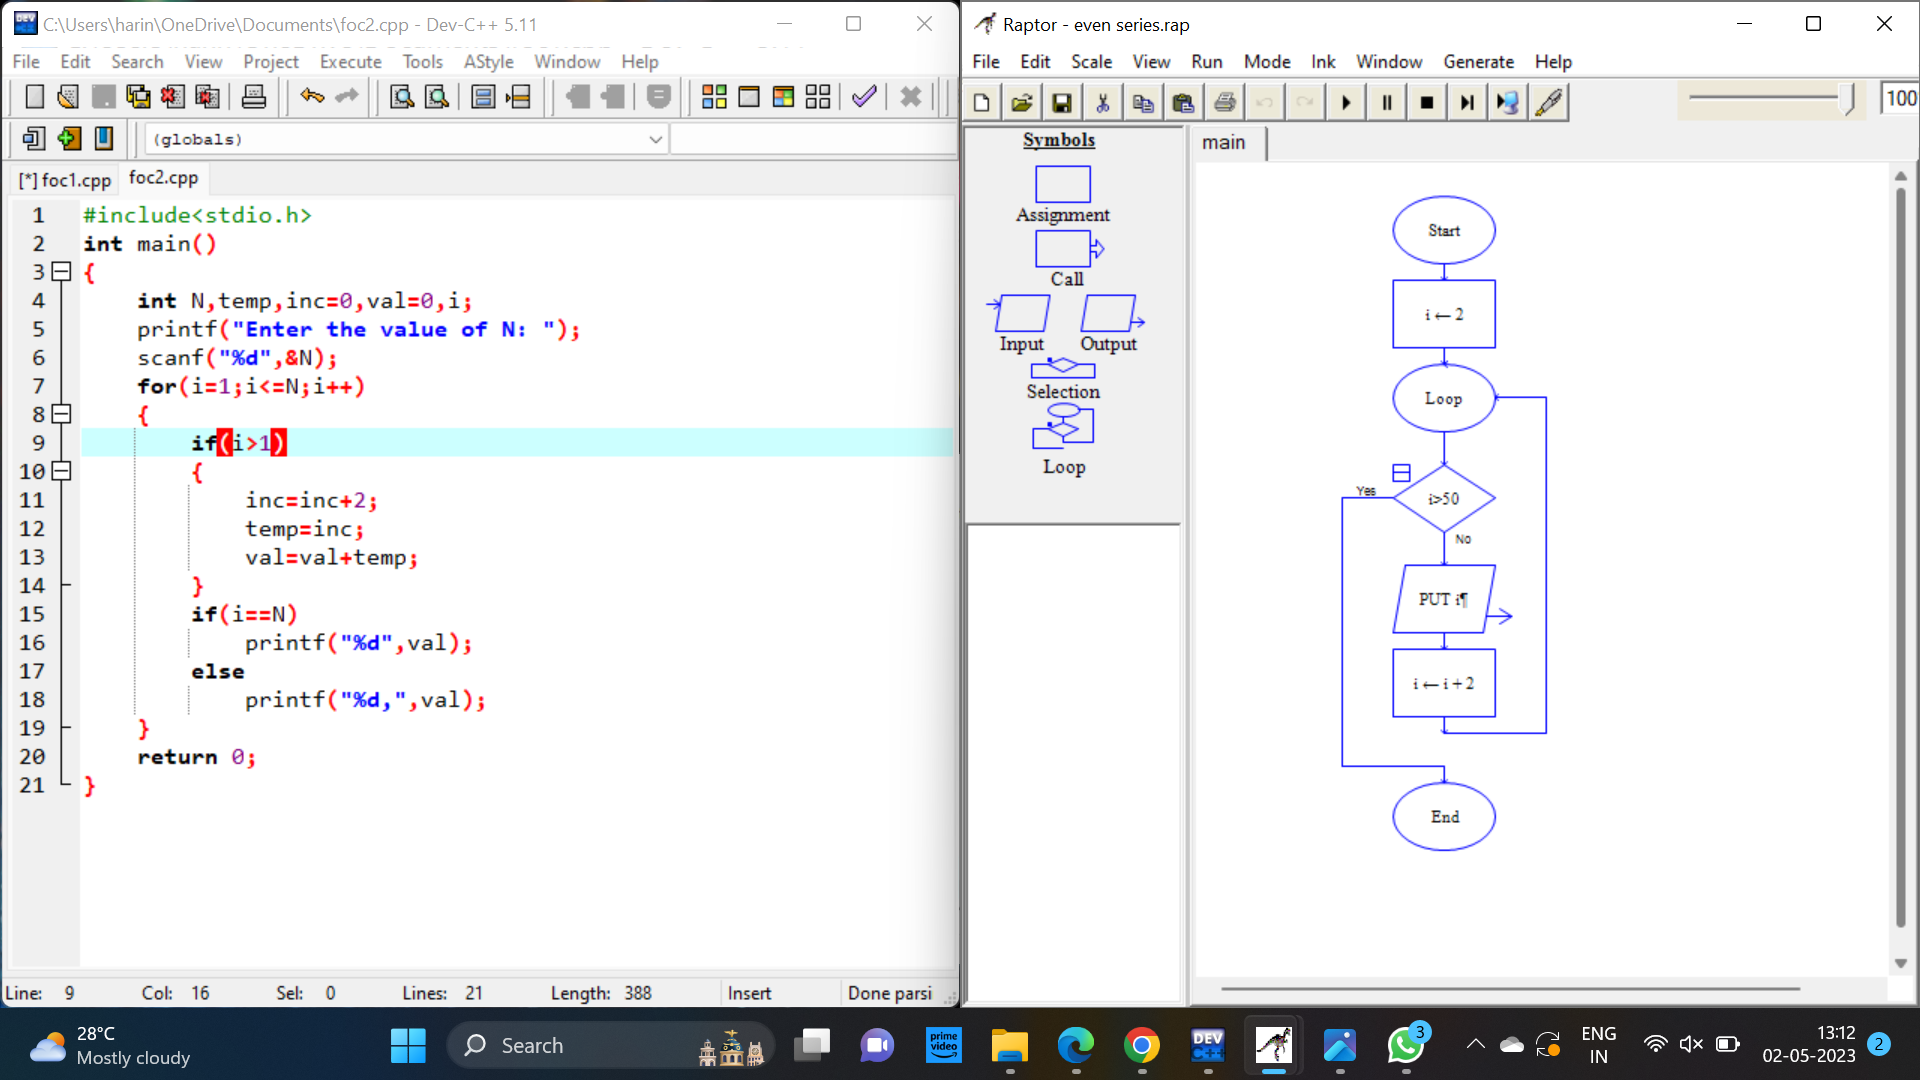 C:\Users\harin\OneDrive\Documents\foc2.cpp - Dev-C++ 5.11
File Edit Search View Project Execute Tools AStyle Window Help
(globals)
[*] foc1.cpp foc2.cpp
1 #include<stdio.h>
2 int main()
3 {
4 int N,temp,inc=0,val=0,i;
5 printf("Enter the value of N: ");
6 scanf("%d",&N);
7 for(i=1;i<=N;i++)
8 {
9 if(i>1)
10 {
11 inc=inc+2;
12 temp=inc;
13 val=val+temp;
14 }
15 if(i==N)
16 printf("%d",val);
17 else
18 printf("%d,",val);
19 }
20 return 0;
21 }
Line: 9 Col: 16 Sel: 0 Lines: 21 Length: 388 Insert Done parsi
Raptor - even series.rap
File Edit Scale View Run Mode Ink Window Generate Help
100
Symbols
Assignment
Call
Input Output
Selection
Loop
main
Start
i ← 2
Loop
Yes
i>50
No
PUT i¶
i ← i + 2
End
28°C
Mostly cloudy
Search
prime
video
DEV
C++
3
ENG
IN
13:12
02-05-2023
2